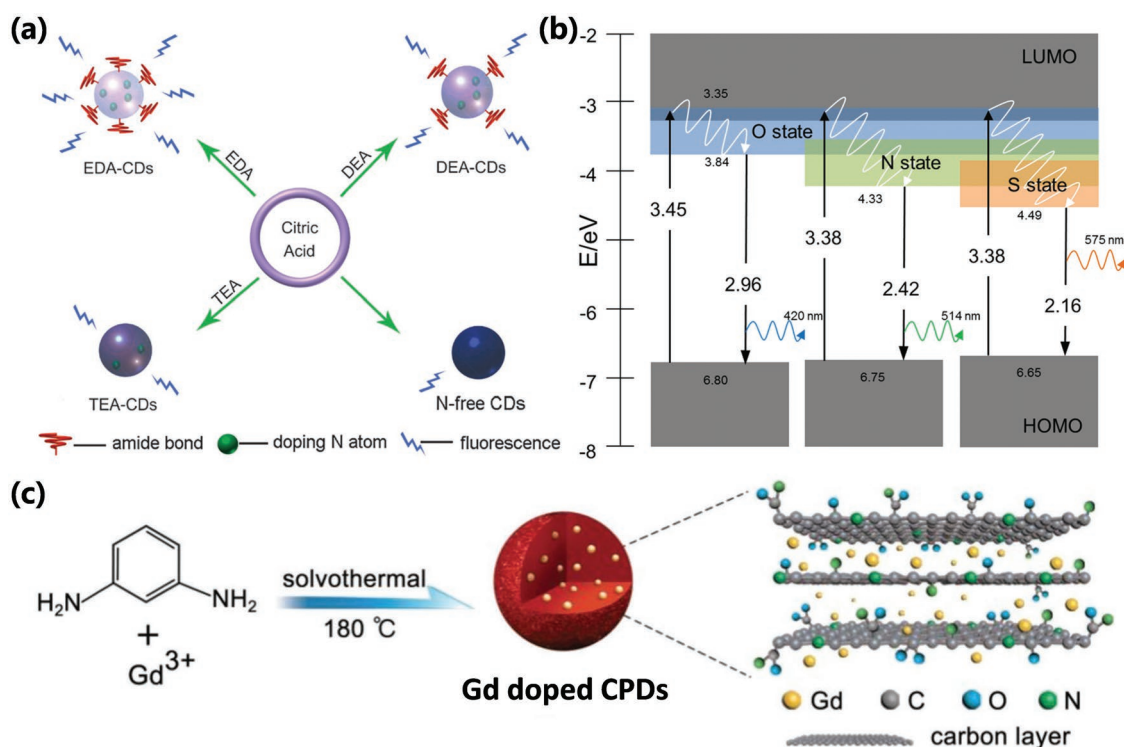 (a)
EDA-CDs
DEA-CDs
EDA
DEA
Citric
Acid
TEA
TEA-CDs
N-free CDs
amide bond
doping N atom
fluorescence
(b)
E/eV
-2
-3
-4
-6
-7
-8
LUMO
3.35
O state
3.84
N state
4.33
S state
4.49
3.45
2.96
420 nm
3.38
2.42
514 nm
3.38
2.16
575 nm
6.80
6.75
6.65
HOMO
(c)
H₂N
NH₂
+
Gd³⁺
solvothermal
180 ℃
Gd doped CPDs
Gd
C
O
N
carbon layer